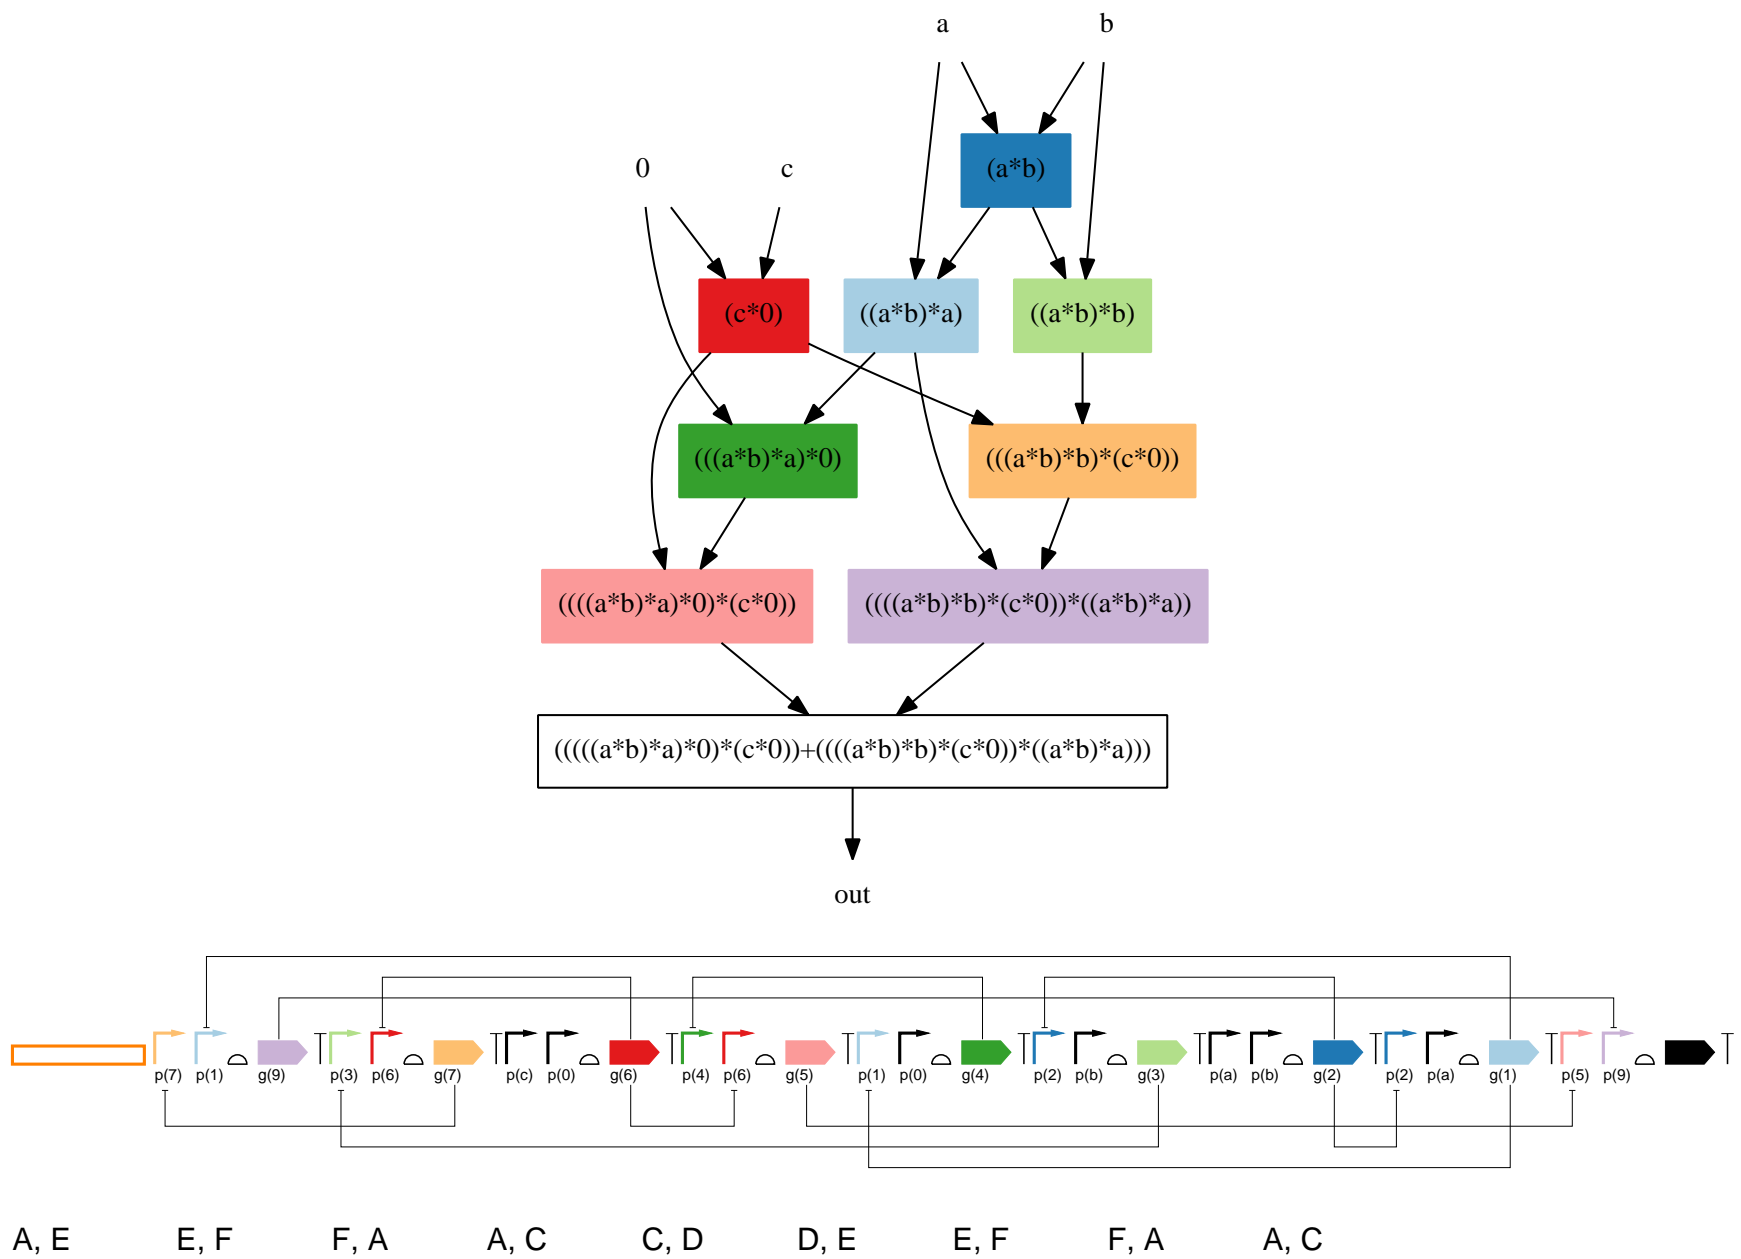 a b
(a*b)
0 c
(c*0) ((a*b)*a) ((a*b)*b)
(((a*b)*a)*0) (((a*b)*b)*(c*0))
((((a*b)*a)*0)*(c*0)) ((((a*b)*b)*(c*0))*((a*b)*a))
(((((a*b)*a)*0)*(c*0))+((((a*b)*b)*(c*0))*((a*b)*a)))
out
p(7) p(1) g(9) p(3) p(6) g(7) p(c) p(0) g(6) p(4) p(6) g(5) p(1) p(0) g(4) p(2) p(b) g(3) p(a) p(b) g(2) p(2) p(a) g(1) p(5) p(9)
A, E E, F F, A A, C C, D D, E E, F F, A A, C